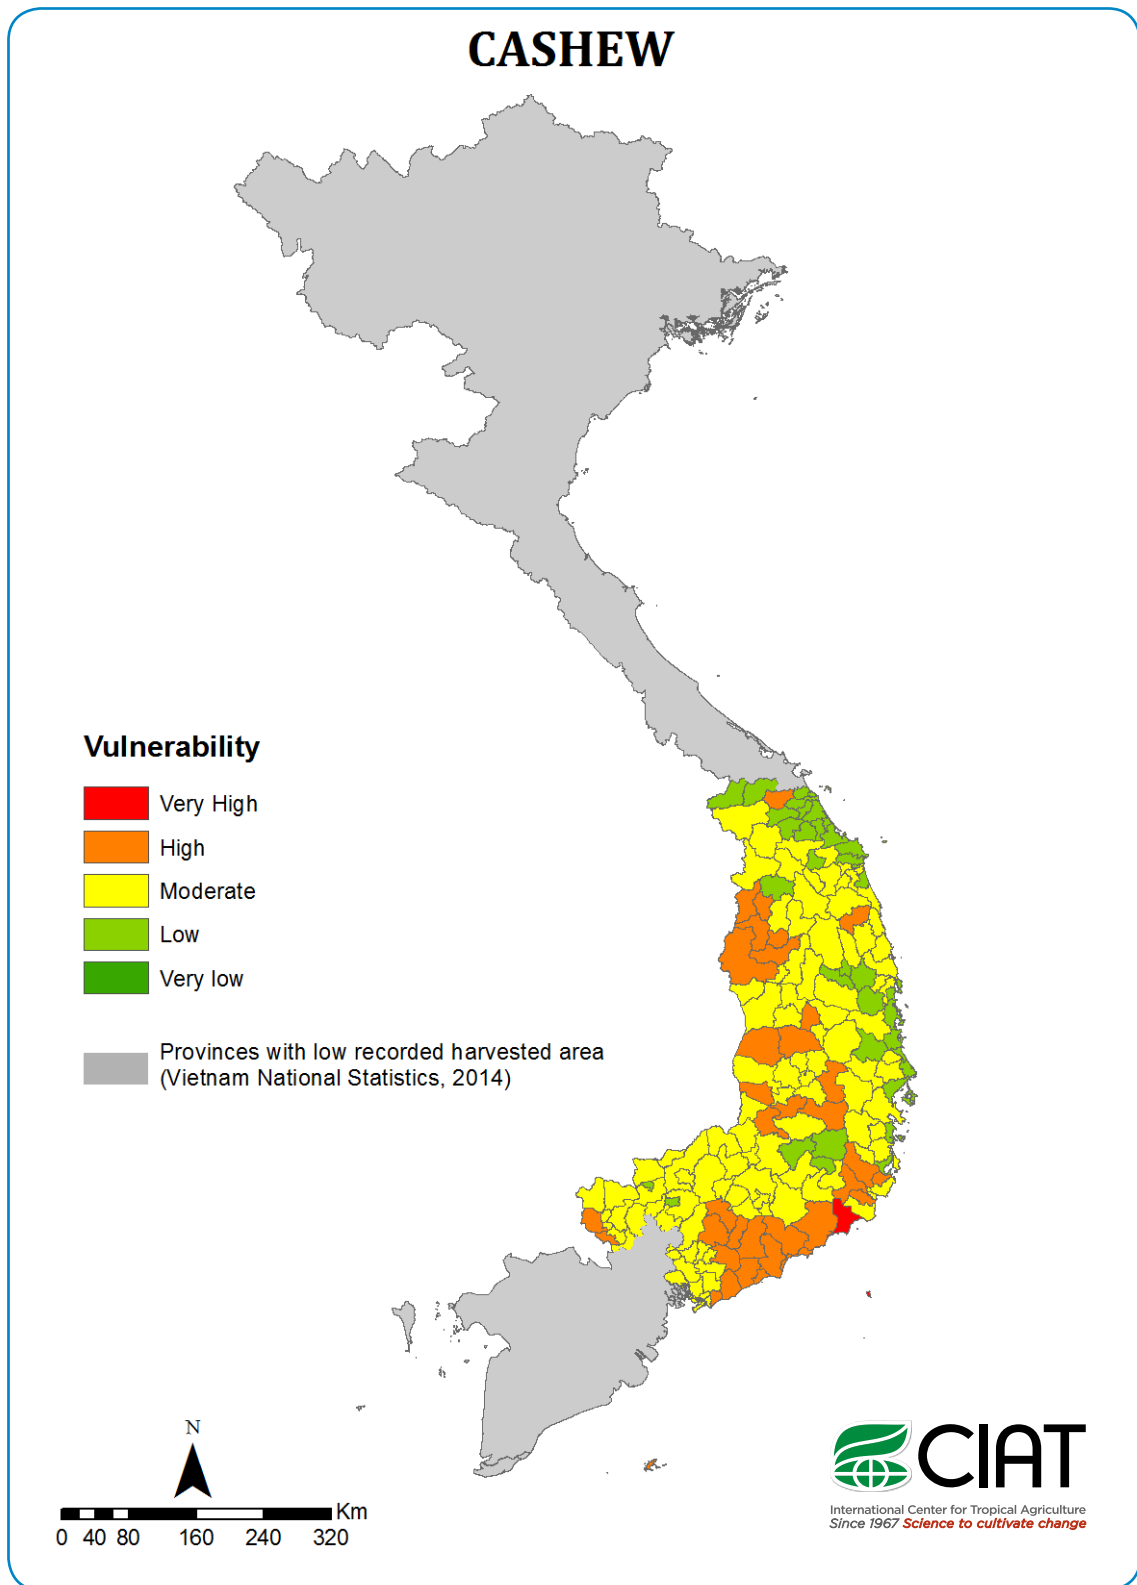 CASHEW
Vulnerability
Very High
High
Moderate
Low
Very low
Provinces with low recorded harvested area
(Vietnam National Statistics, 2014)
N
Km
0 40 80 160 240 320
CIAT
International Center for Tropical Agriculture
Since 1967 Science to cultivate change